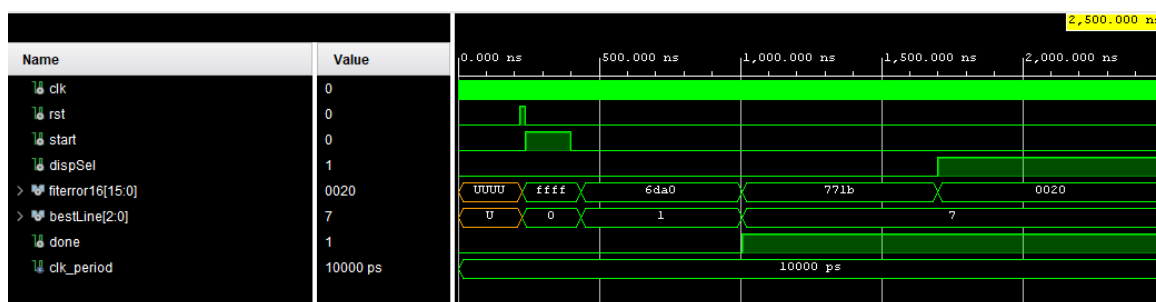 2,500.000 n
Name Value
0.000 ns 500.000 ns 1,000.000 ns 1,500.000 ns 2,000.000 ns
clk 0
rst 0
start 0
dispSel 1
fiterror16[15:0] 0020 UUUU ffff 6da0 771b 0020
bestLine[2:0] 7 U 0 1 7
done 1
clk_period 10000 ps 10000 ps